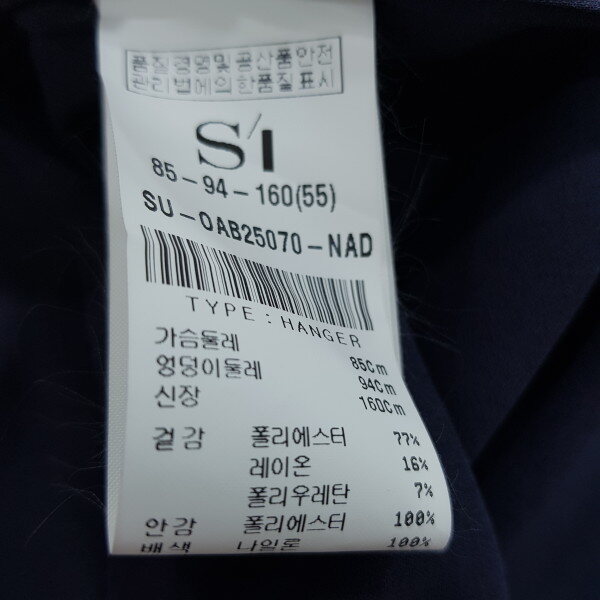 품질경영및공산품안전
관리법에의한품질표시
S/I
85-94-160(55)
SU-OAB25070-NAD
TYPE : HANGER
가슴둘레 85Cm
엉덩이둘레 94Cm
신장 160Cm
겉감 폴리에스터 77%
레이온 16%
폴리우레탄 7%
안감 폴리에스터 100%
배색 나일론 100%